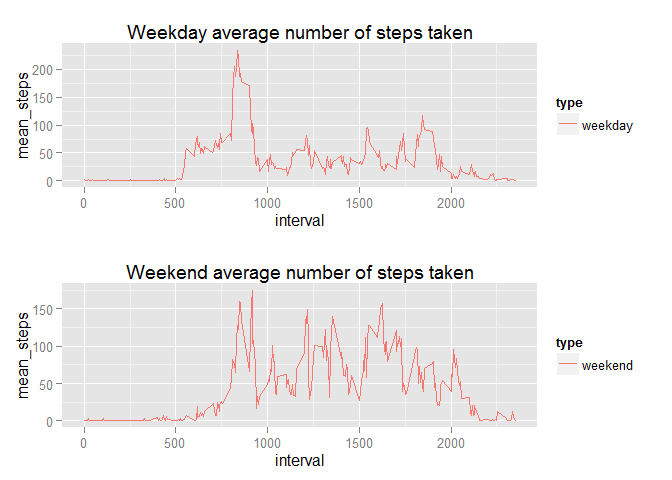 Weekday average number of steps taken
mean_steps
200
150
100
50
0
0 500 1000 1500 2000
interval
type
weekday
Weekend average number of steps taken
mean_steps
150
100
50
0
0 500 1000 1500 2000
interval
type
weekend